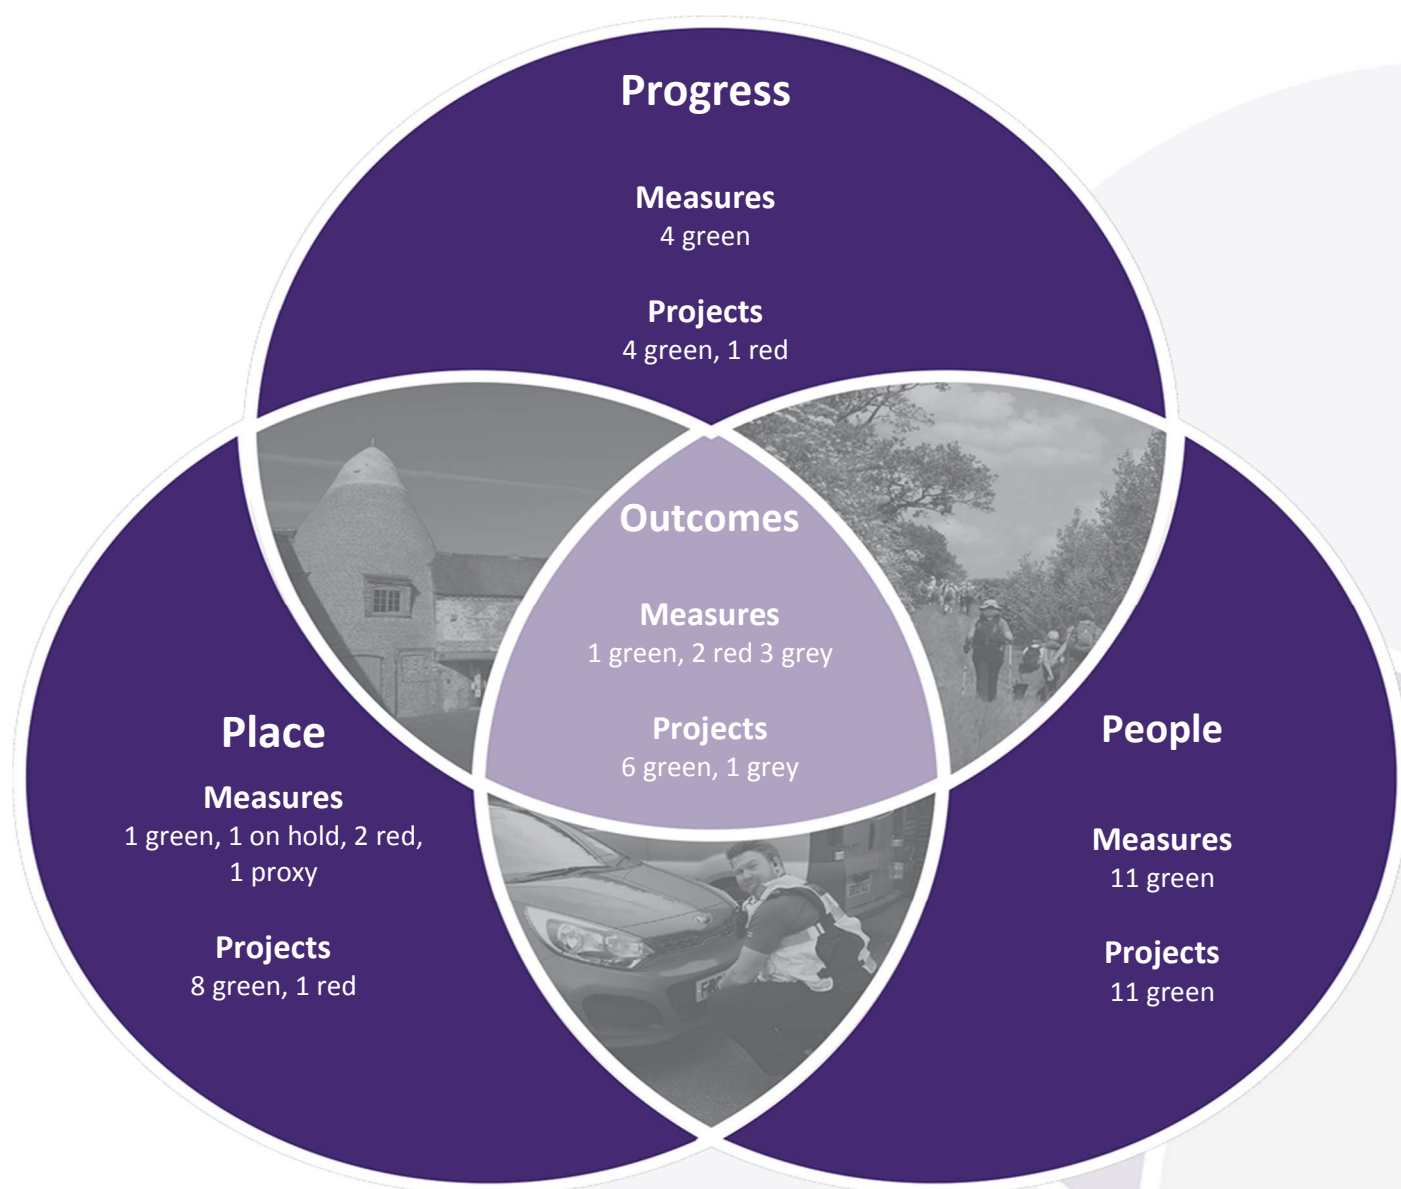 Progress
Measures
4 green
Projects
4 green, 1 red
Outcomes
Measures
1 green, 2 red 3 grey
Projects
6 green, 1 grey
Place
Measures
1 green, 1 on hold, 2 red,
1 proxy
Projects
8 green, 1 red
People
Measures
11 green
Projects
11 green